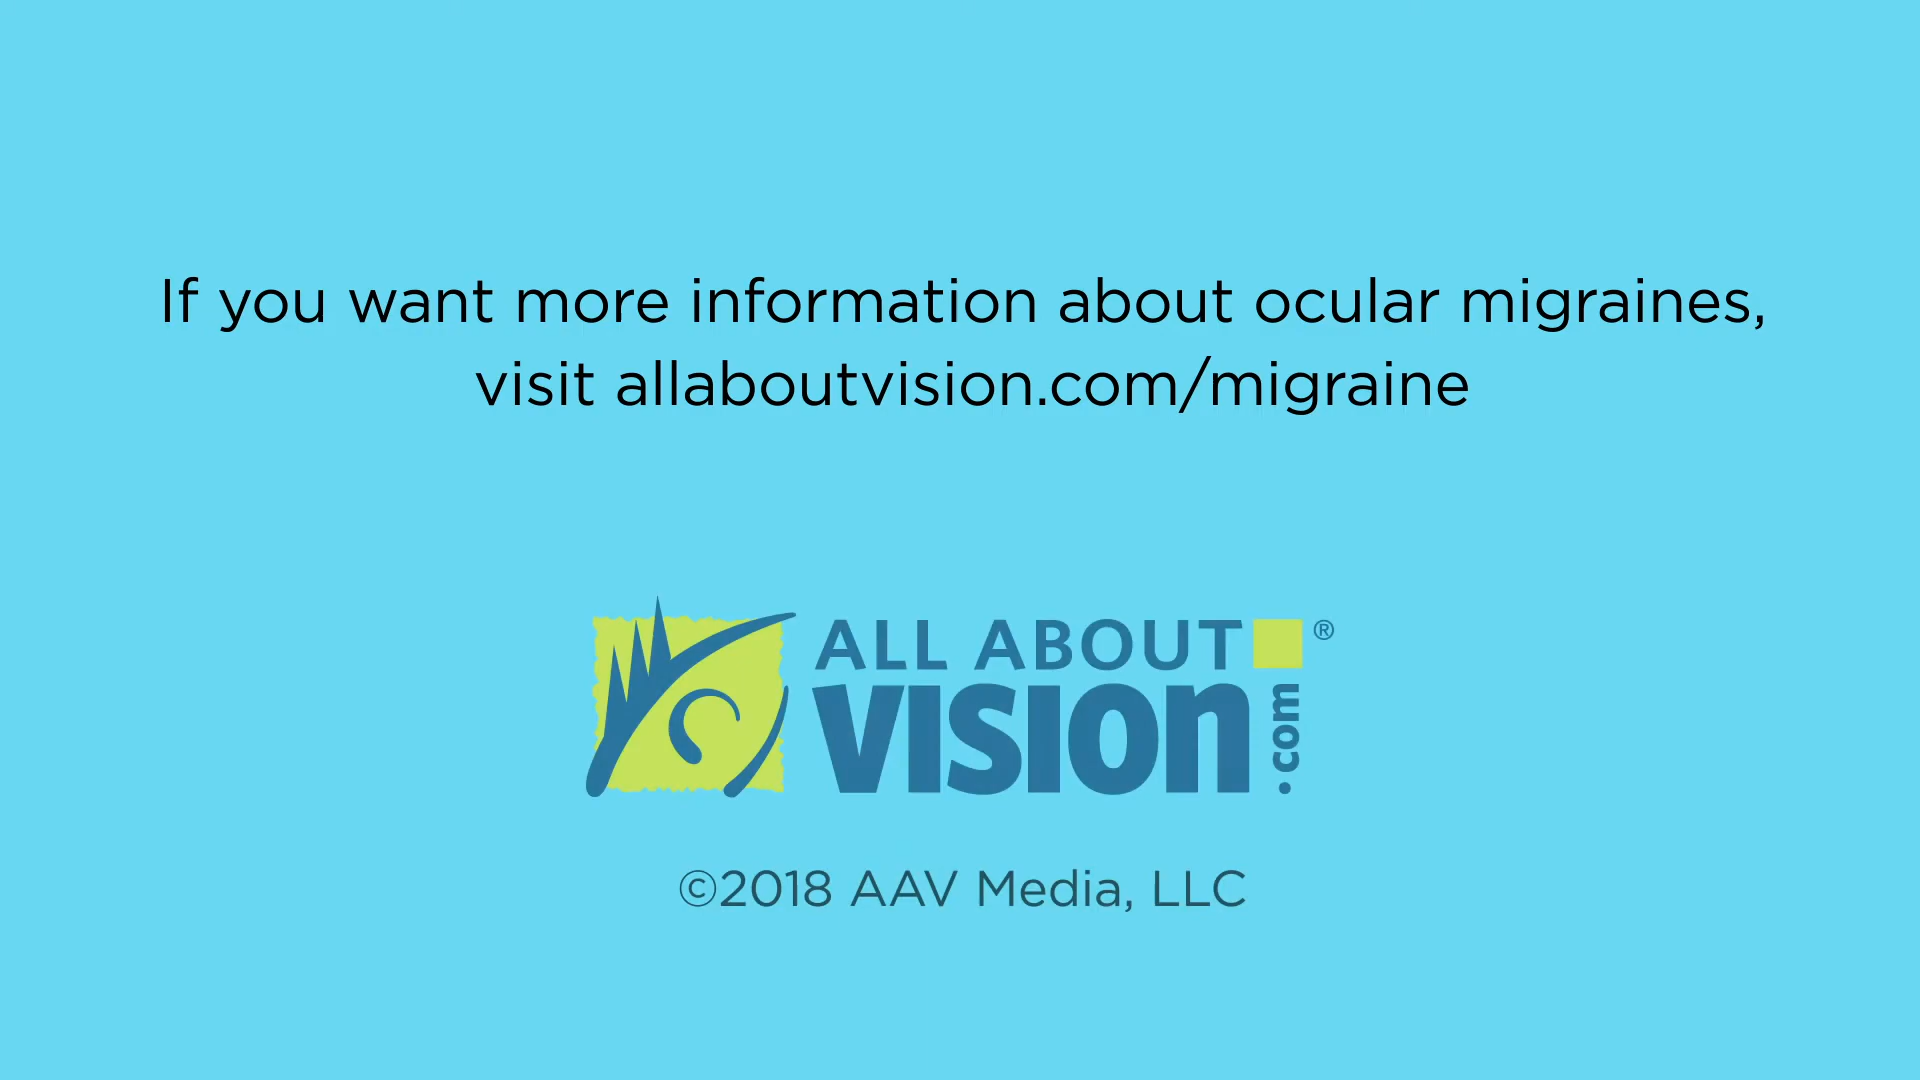 If you want more information about ocular migraines,
visit allaboutvision.com/migraine
ALL ABOUT ®
VISION .com
©2018 AAV Media, LLC